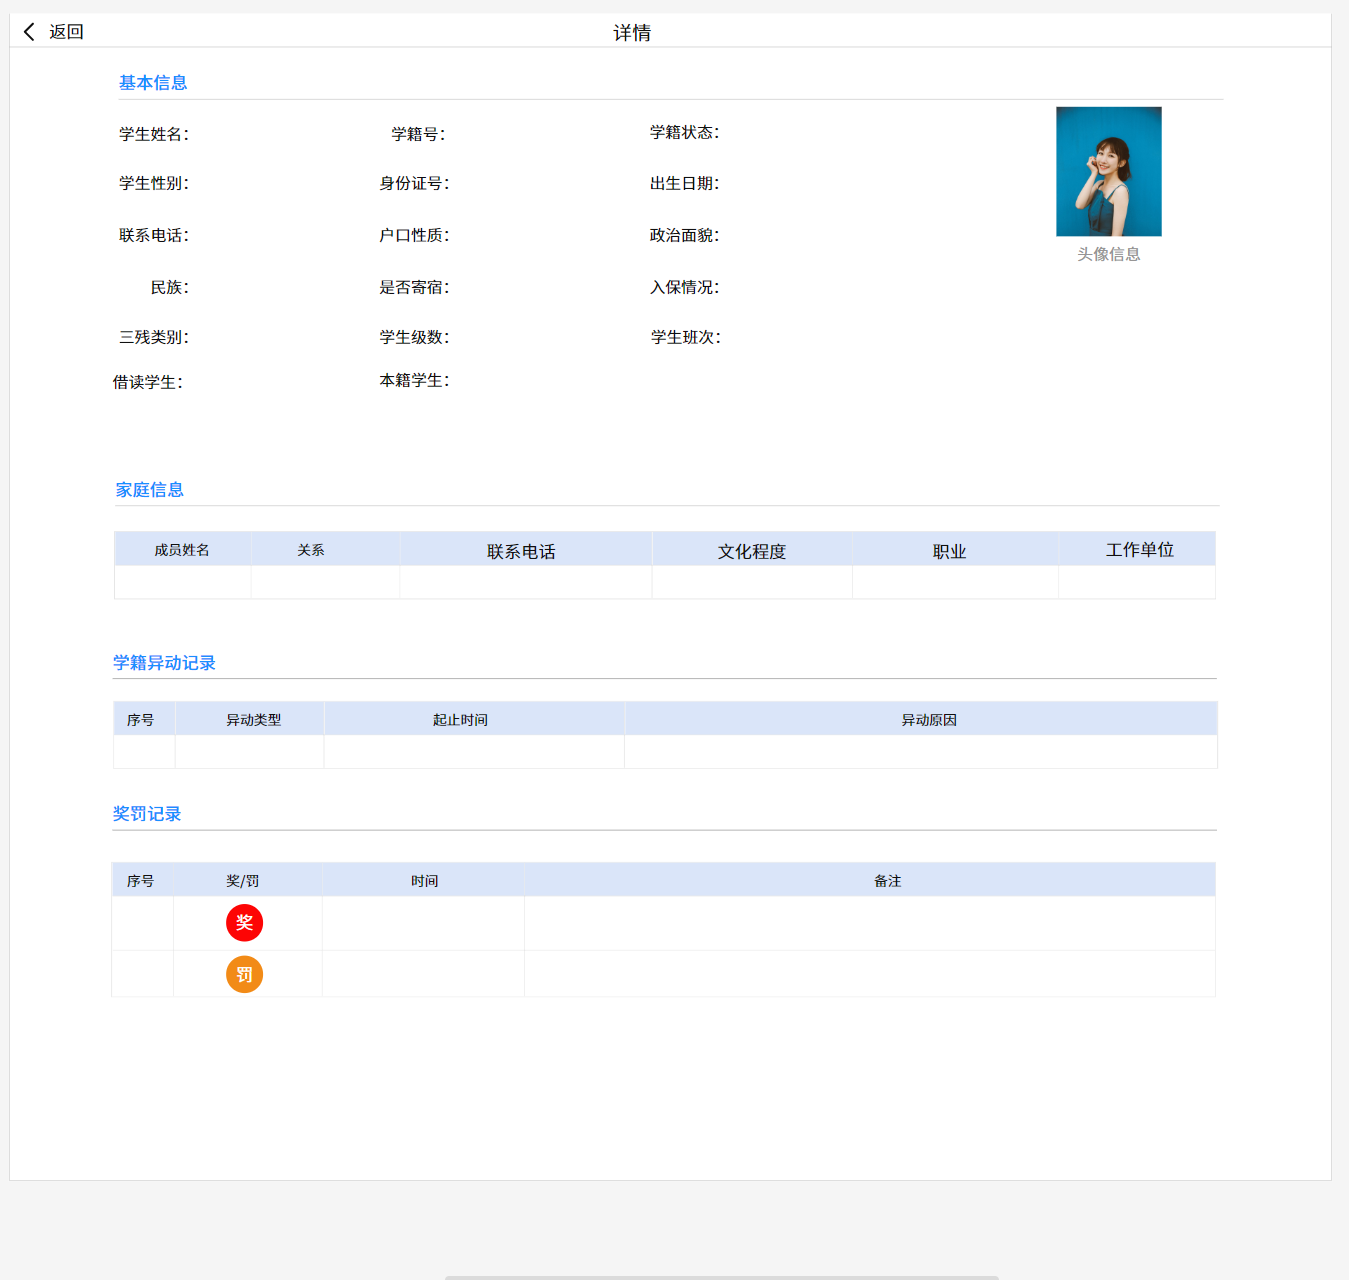 返回
详情
基本信息
学生姓名： 学籍号： 学籍状态：
学生性别： 身份证号： 出生日期：
联系电话： 户口性质： 政治面貌：
头像信息
民族： 是否寄宿： 入保情况：
三残类别： 学生级数： 学生班次：
借读学生： 本籍学生：
家庭信息
成员姓名 关系 联系电话 文化程度 职业 工作单位
学籍异动记录
序号 异动类型 起止时间 异动原因
奖罚记录
序号 奖/罚 时间 备注
奖
罚